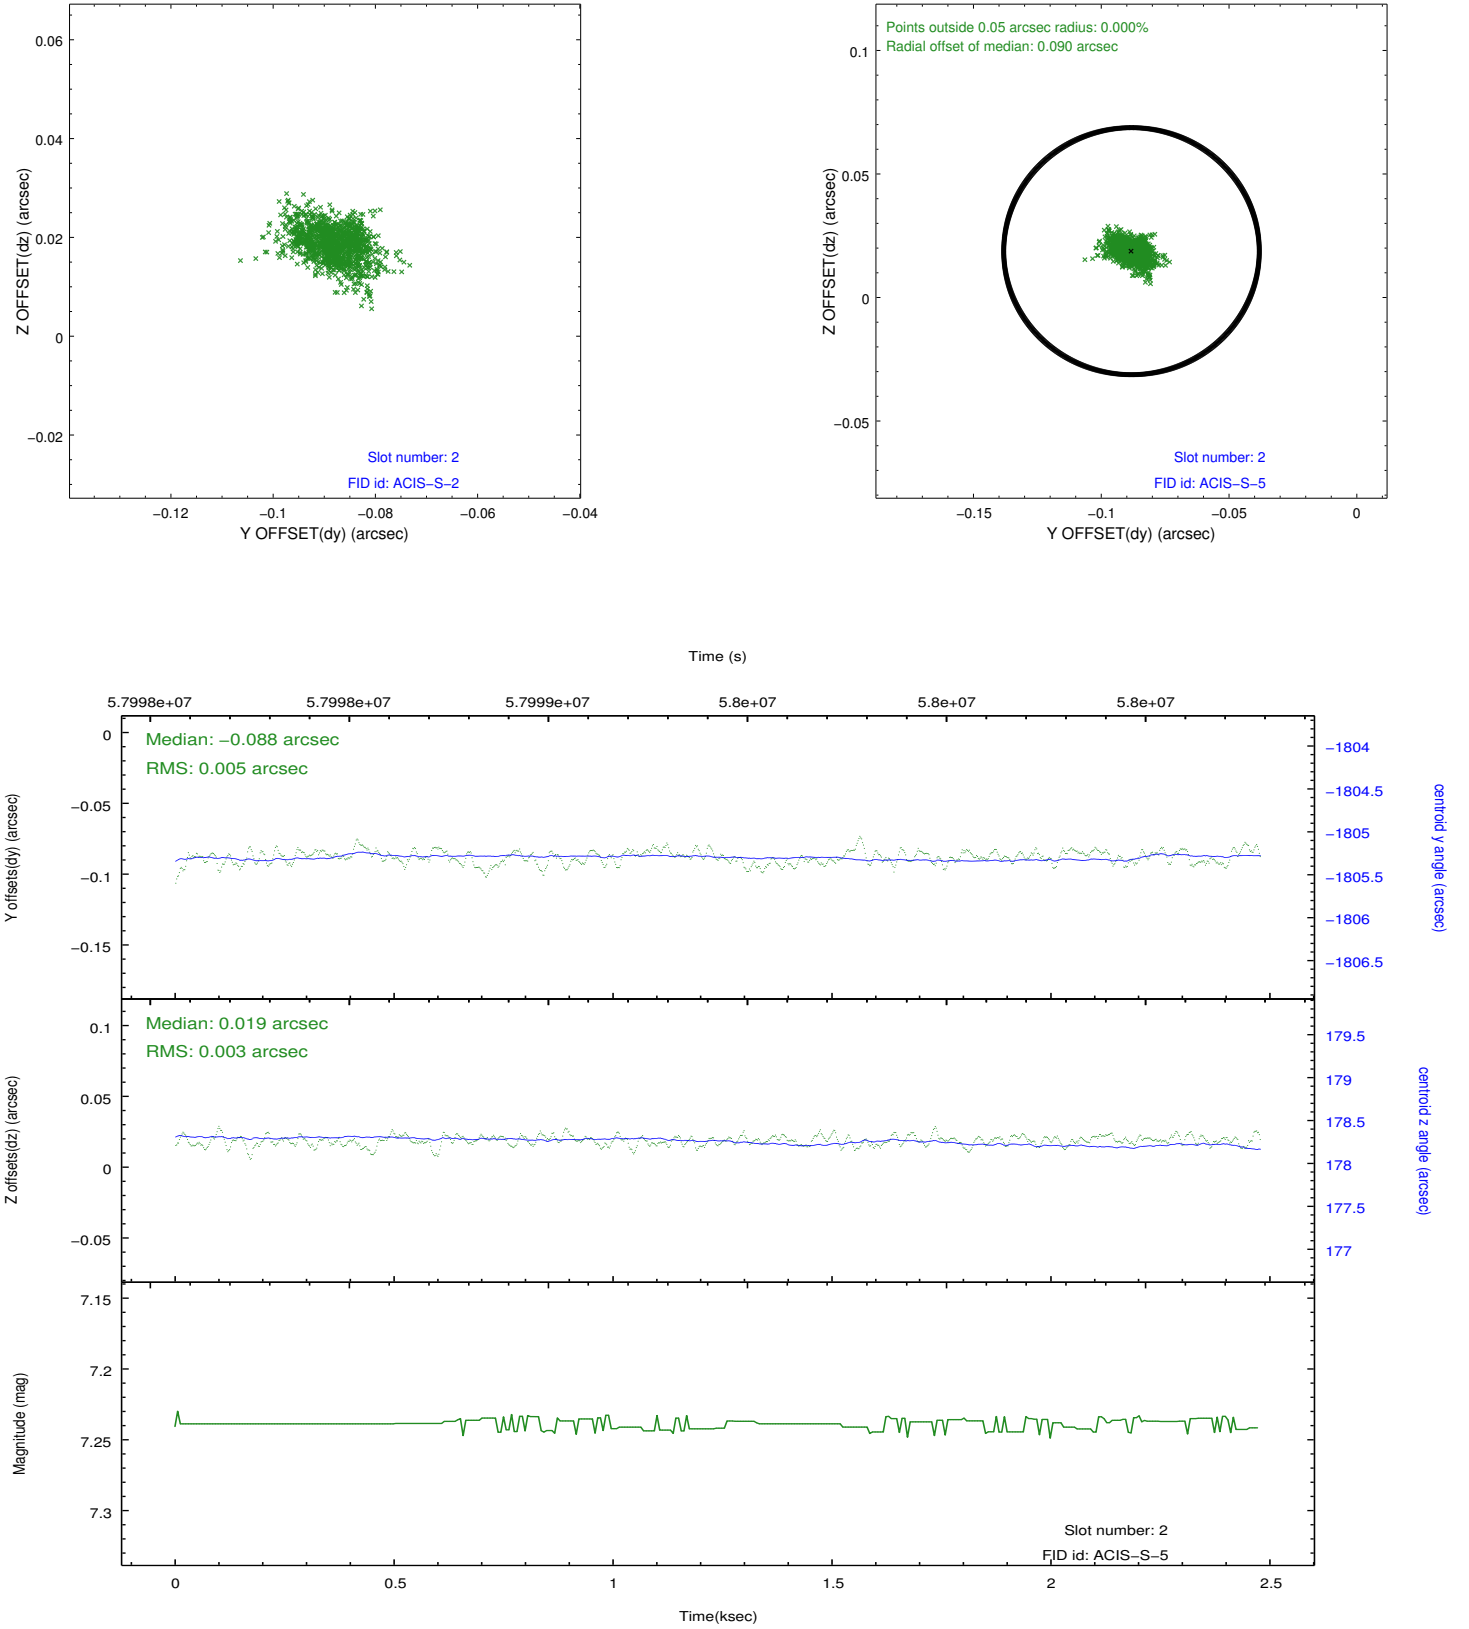 0.06
0.04
0.02
0
−0.02
Z OFFSET(dz) (arcsec)
Slot number: 2
FID id: ACIS−S−2
−0.12
−0.1
−0.08
−0.06
−0.04
Y OFFSET(dy) (arcsec)
Points outside 0.05 arcsec radius: 0.000%
Radial offset of median: 0.090 arcsec
0.1
0.05
0
−0.05
Z OFFSET(dz) (arcsec)
Slot number: 2
FID id: ACIS−S−5
−0.15
−0.1
−0.05
0
Y OFFSET(dy) (arcsec)
Time (s)
5.7998e+07
5.7998e+07
5.7999e+07
5.8e+07
5.8e+07
5.8e+07
Median: −0.088 arcsec
RMS: 0.005 arcsec
0
−0.05
−0.1
−0.15
Y offsets(dy) (arcsec)
−1804
−1804.5
−1805
−1805.5
−1806
−1806.5
centroid y angle (arcsec)
Median: 0.019 arcsec
RMS: 0.003 arcsec
0.1
0.05
0
−0.05
Z offsets(dz) (arcsec)
179.5
179
178.5
178
177.5
177
centroid z angle (arcsec)
7.15
7.2
7.25
7.3
Magnitude (mag)
Slot number: 2
FID id: ACIS−S−5
0
0.5
1
1.5
2
2.5
Time(ksec)